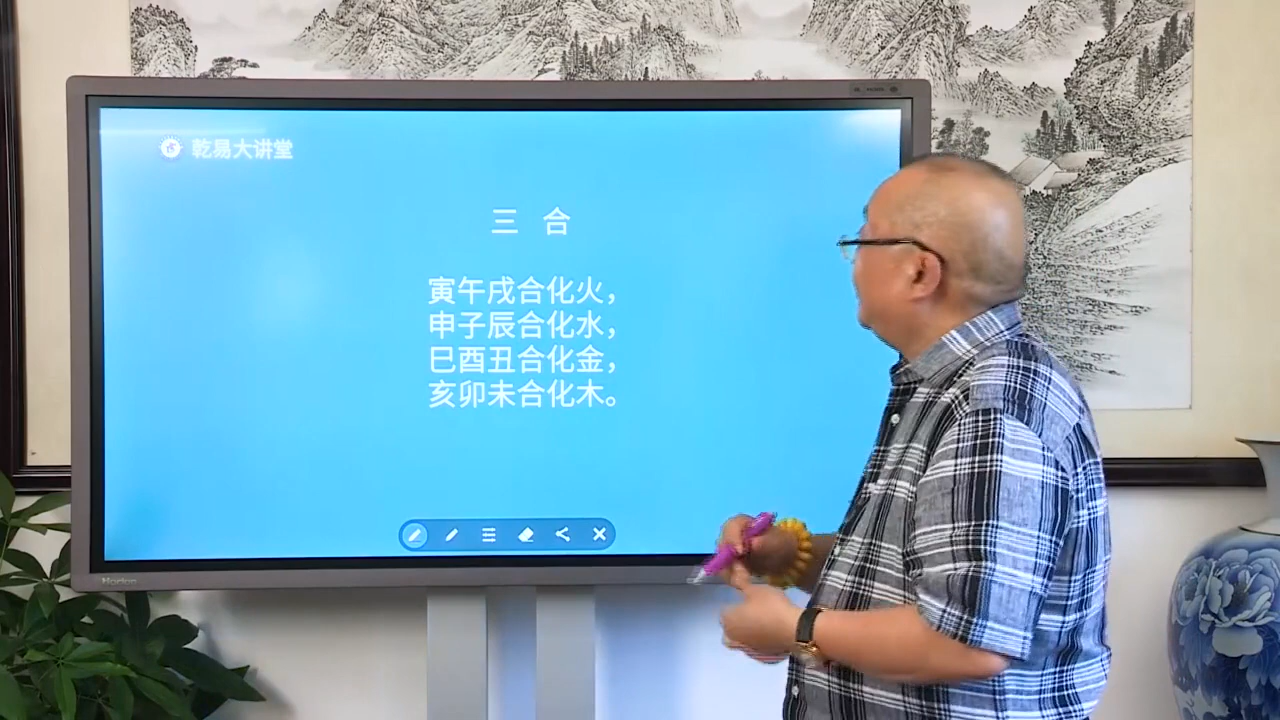 乾易大讲堂
三 合
寅午戌合化火，
申子辰合化水，
巳酉丑合化金，
亥卯未合化木。